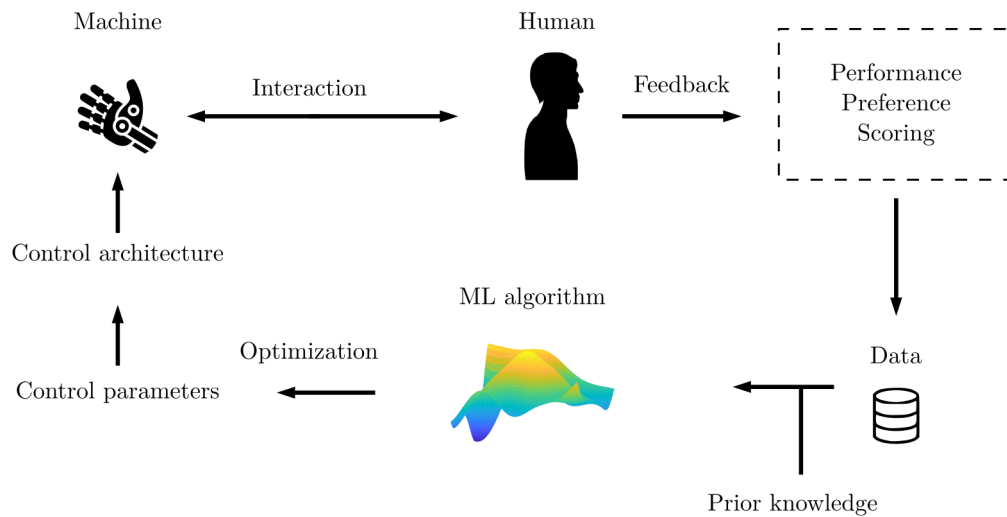 Machine
Human
Interaction
Feedback
Performance
Preference
Scoring
Control architecture
ML algorithm
Optimization
Data
Control parameters
Prior knowledge